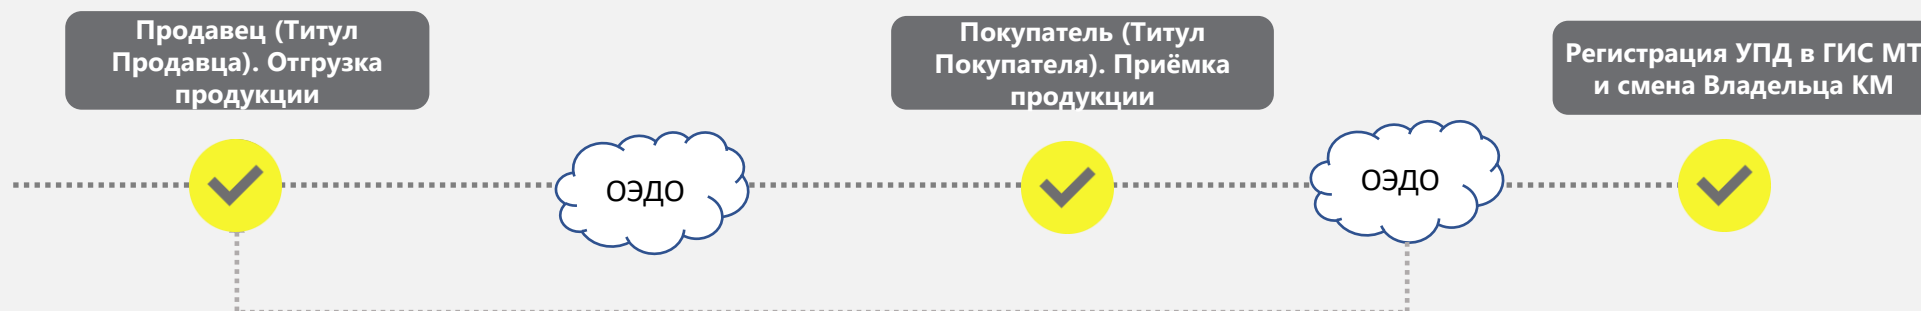 Продавец (Титул
Продавца). Отгрузка
продукции
ОЭДО
Покупатель (Титул
Покупателя). Приёмка
продукции
ОЭДО
Регистрация УПД в ГИС МТ
и смена Владельца КМ